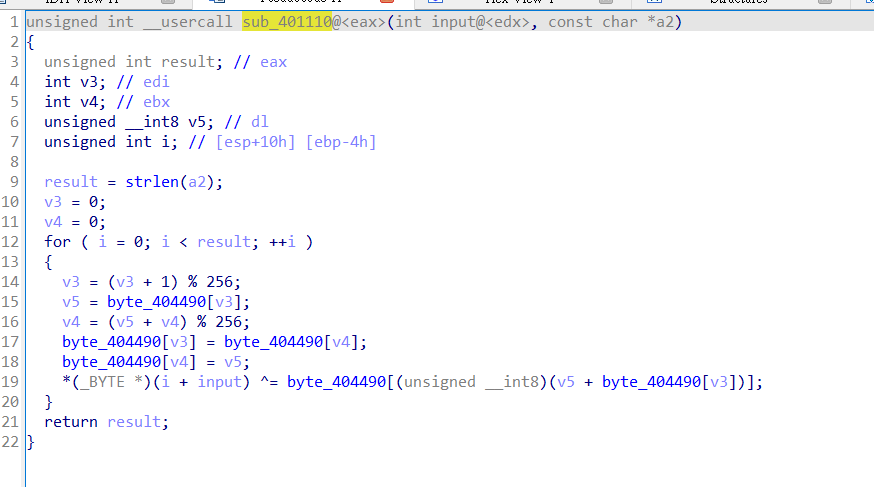 unsigned int __usercall sub_401110@<eax>(int input@<edx>, const char *a2)
1
2 {
3 unsigned int result; // eax
4 int v3; // edi
5 int v4; // ebx
6 unsigned __int8 v5; // dl
7 unsigned int i; // [esp+10h] [ebp-4h]
8
9 result = strlen(a2);
10 v3 = 0;
11 v4 = 0;
12 for ( i = 0; i < result; ++i )
13 {
14 v3 = (v3 + 1) % 256;
15 v5 = byte_404490[v3];
16 v4 = (v5 + v4) % 256;
17 byte_404490[v3] = byte_404490[v4];
18 byte_404490[v4] = v5;
19 *(_BYTE *)(i + input) ^= byte_404490[(unsigned __int8)(v5 + byte_404490[v3])];
20 }
21 return result;
22 }